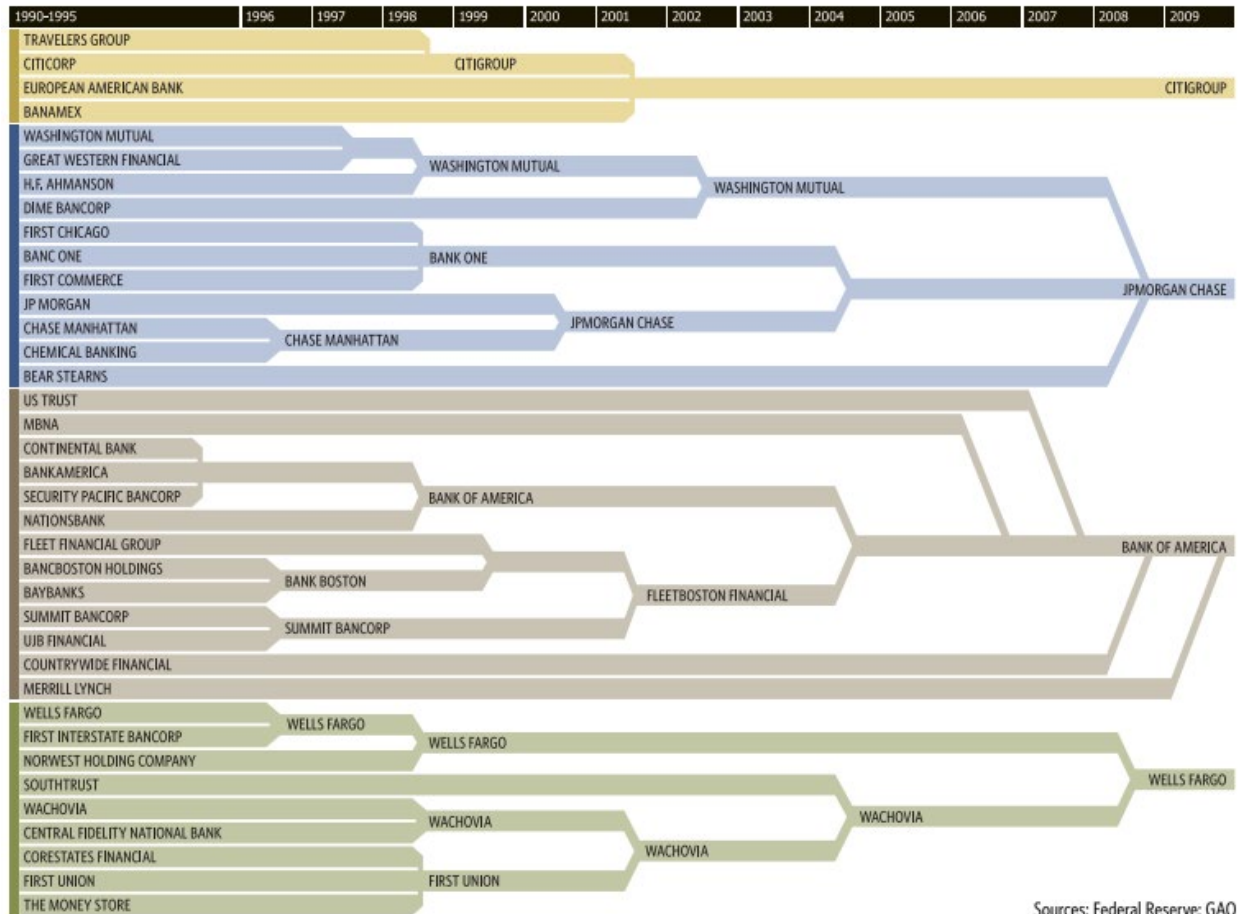 1990-1995 1996 1997 1998 1999 2000 2001 2002 2003 2004 2005 2006 2007 2008 2009
TRAVELERS GROUP
CITICORP CITIGROUP
EUROPEAN AMERICAN BANK CITIGROUP
BANAMEX
WASHINGTON MUTUAL
GREAT WESTERN FINANCIAL
WASHINGTON MUTUAL
H.F. AHMANSON
WASHINGTON MUTUAL
DIME BANCORP
FIRST CHICAGO
BANC ONE BANK ONE
FIRST COMMERCE
JPMORGAN CHASE
JP MORGAN
JPMORGAN CHASE
CHASE MANHATTAN
CHASE MANHATTAN
CHEMICAL BANKING
BEAR STEARNS
US TRUST
MBNA
CONTINENTAL BANK
BANKAMERICA
SECURITY PACIFIC BANCORP BANK OF AMERICA
NATIONSBANK
FLEET FINANCIAL GROUP BANK OF AMERICA
BANCBOSTON HOLDINGS
BANK BOSTON
BAYBANKS FLEETBOSTON FINANCIAL
SUMMIT BANCORP
SUMMIT BANCORP
UJB FINANCIAL
COUNTRYWIDE FINANCIAL
MERRILL LYNCH
WELLS FARGO
WELLS FARGO
FIRST INTERSTATE BANCORP
WELLS FARGO
NORWEST HOLDING COMPANY
WELLS FARGO
SOUTHTRUST
WACHOVIA
WACHOVIA
WACHOVIA
CENTRAL FIDELITY NATIONAL BANK
WACHOVIA
CORESTATES FINANCIAL
FIRST UNION FIRST UNION
THE MONEY STORE
Sources: Federal Reserve; GAO